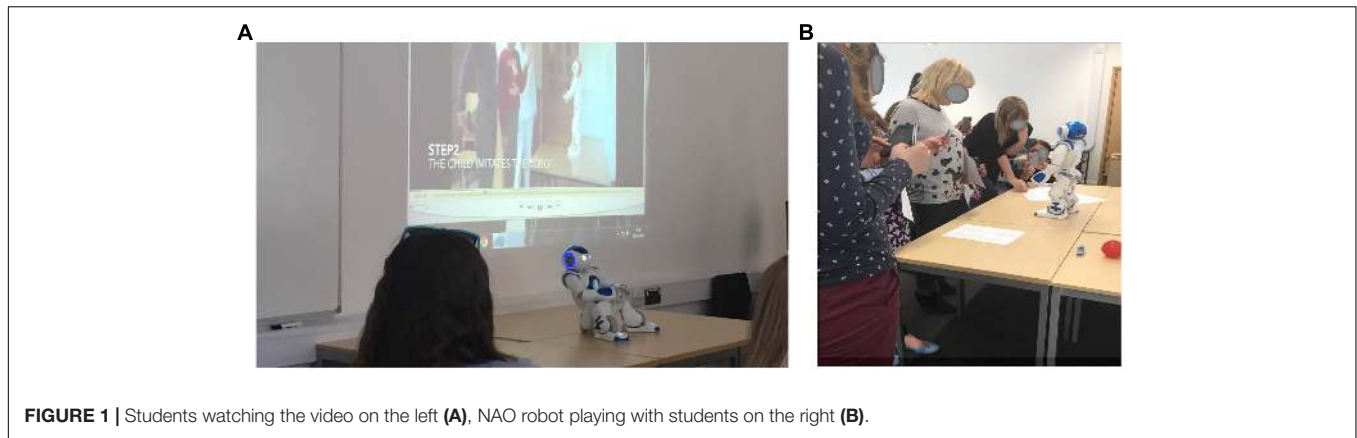 A
B
STEP2
THE CHILD IMITATES THE
FIGURE 1 | Students watching the video on the left (A), NAO robot playing with students on the right (B).